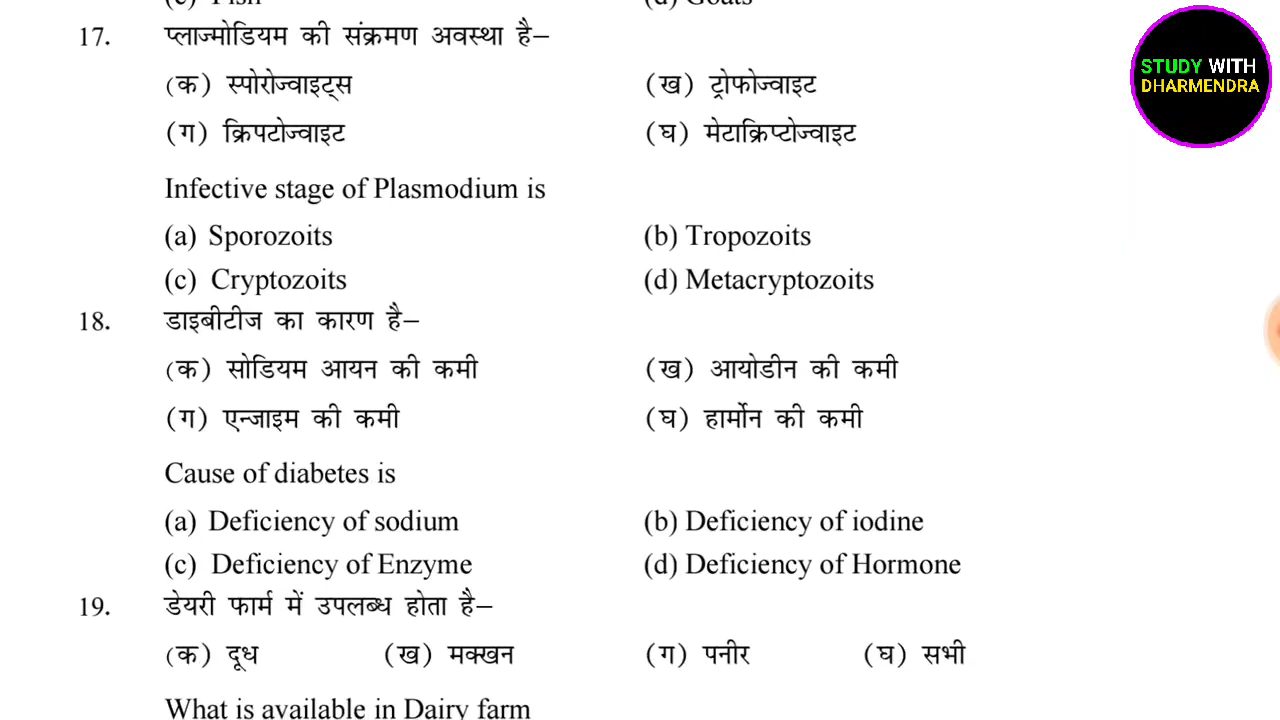 (c) Fish (d) Goats
17. प्लाज्मोडियम की संक्रमण अवस्था है–
(क) स्पोरोज्वाइट्स (ख) ट्रोफोज्वाइट
(ग) क्रिपटोज्वाइट (घ) मेटाक्रिप्टोज्वाइट
Infective stage of Plasmodium is
(a) Sporozoits (b) Tropozoits
(c) Cryptozoits (d) Metacryptozoits
18. डाइबीटीज का कारण है–
(क) सोडियम आयन की कमी (ख) आयोडीन की कमी
(ग) एन्जाइम की कमी (घ) हार्मोन की कमी
Cause of diabetes is
(a) Deficiency of sodium (b) Deficiency of iodine
(c) Deficiency of Enzyme (d) Deficiency of Hormone
19. डेयरी फार्म में उपलब्ध होता है–
(क) दूध (ख) मक्खन (ग) पनीर (घ) सभी
What is available in Dairy farm
STUDY WITH
DHARMENDRA